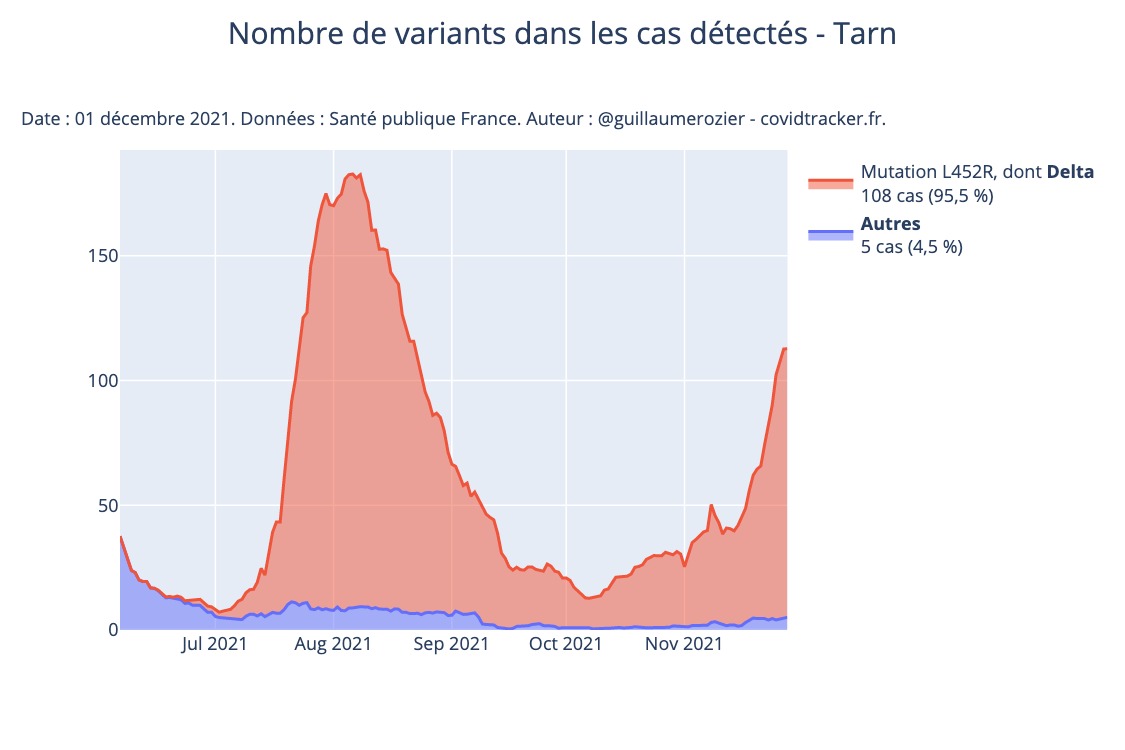 Nombre de variants dans les cas détectés - Tarn
Date : 01 décembre 2021. Données : Santé publique France. Auteur : @guillaumerozier - covidtracker.fr.
Mutation L452R, dont Delta
108 cas (95,5 %)
Autres
5 cas (4,5 %)
150
100
50
0
Jul 2021
Aug 2021
Sep 2021
Oct 2021
Nov 2021